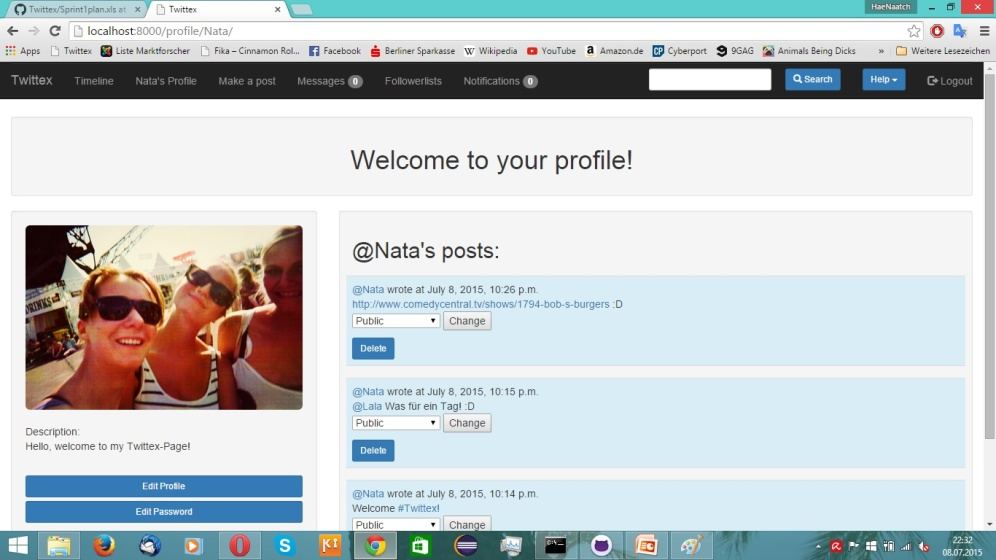 Twittex/Sprint1plan.xls at
Twittex
HaeNaatch
localhost:8000/profile/Nata/
Apps Twittex Liste Marktforscher Fika – Cinnamon Rol... Facebook Berliner Sparkasse Wikipedia YouTube Amazon.de Cyberport 9GAG Animals Being Dicks » Weitere Lesezeichen
Twittex Timeline Nata's Profile Make a post Messages 0 Followerlists Notifications 0 Search Help Logout
Welcome to your profile!
DRINKS
Description:
Hello, welcome to my Twittex-Page!
Edit Profile
Edit Password
@Nata's posts:
@Nata wrote at July 8, 2015, 10:26 p.m.
http://www.comedycentral.tv/shows/1794-bob-s-burgers :D
Public Change
Delete
@Nata wrote at July 8, 2015, 10:15 p.m.
@Lala Was für ein Tag! :D
Public Change
Delete
@Nata wrote at July 8, 2015, 10:14 p.m.
Welcome #Twittex!
Public Change
22:32
08.07.2015